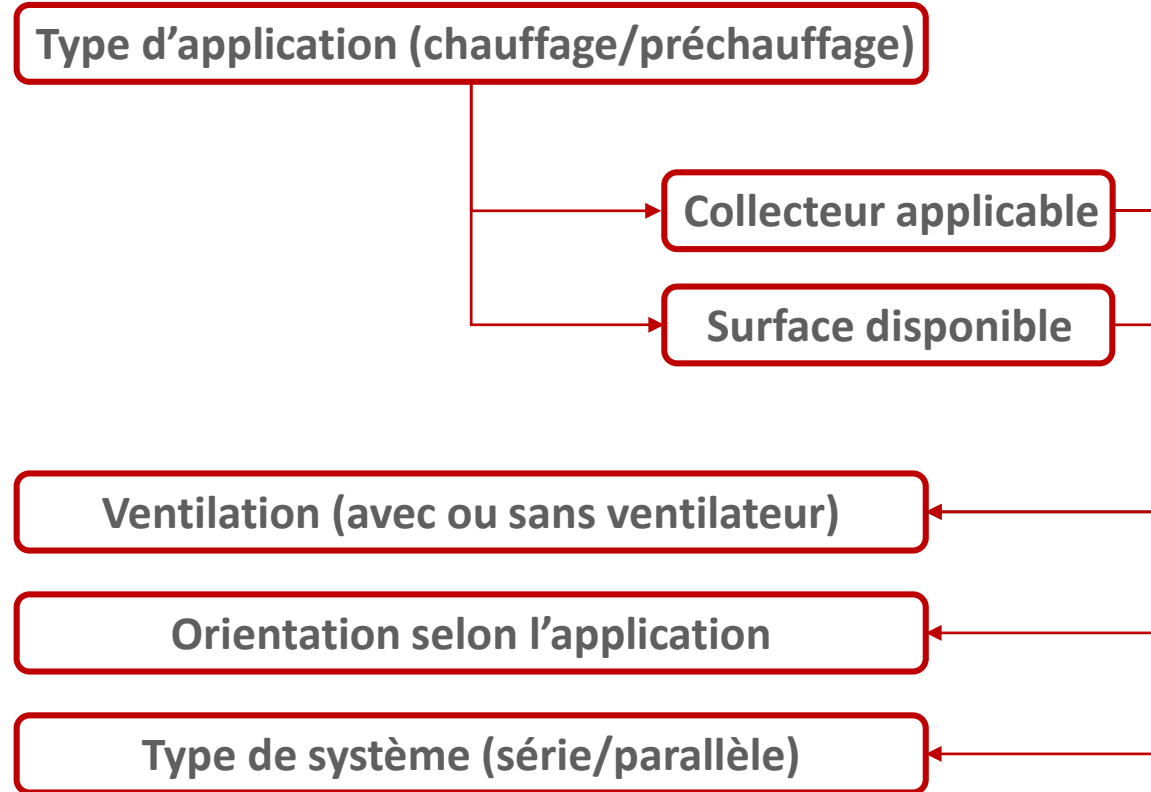 Type d’application (chauffage/préchauffage)
Collecteur applicable
Surface disponible
Ventilation (avec ou sans ventilateur)
Orientation selon l’application
Type de système (série/parallèle)